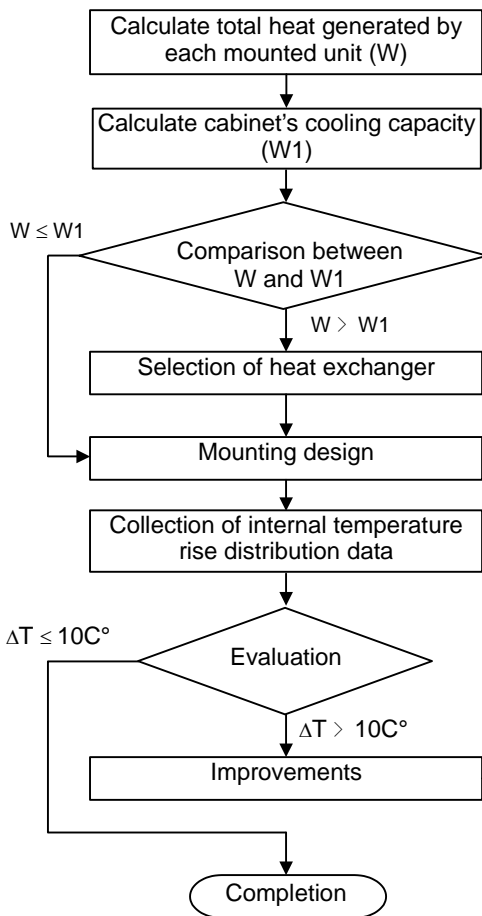 Calculate total heat generated by
each mounted unit (W)
Calculate cabinet's cooling capacity
(W1)
W ≤ W1
Comparison between
W and W1
W > W1
Selection of heat exchanger
Mounting design
Collection of internal temperature
rise distribution data
ΔT ≤ 10C°
Evaluation
ΔT > 10C°
Improvements
Completion